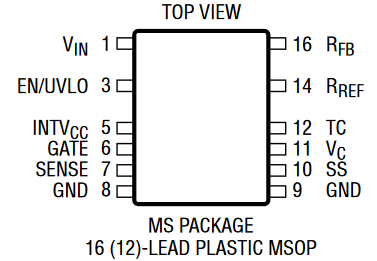 TOP VIEW
VIN 1
16 RFB
EN/UVLO 3
14 RREF
INTVCC 5
12 TC
GATE 6
11 VC
SENSE 7
10 SS
GND 8
9 GND
MS PACKAGE
16 (12)-LEAD PLASTIC MSOP